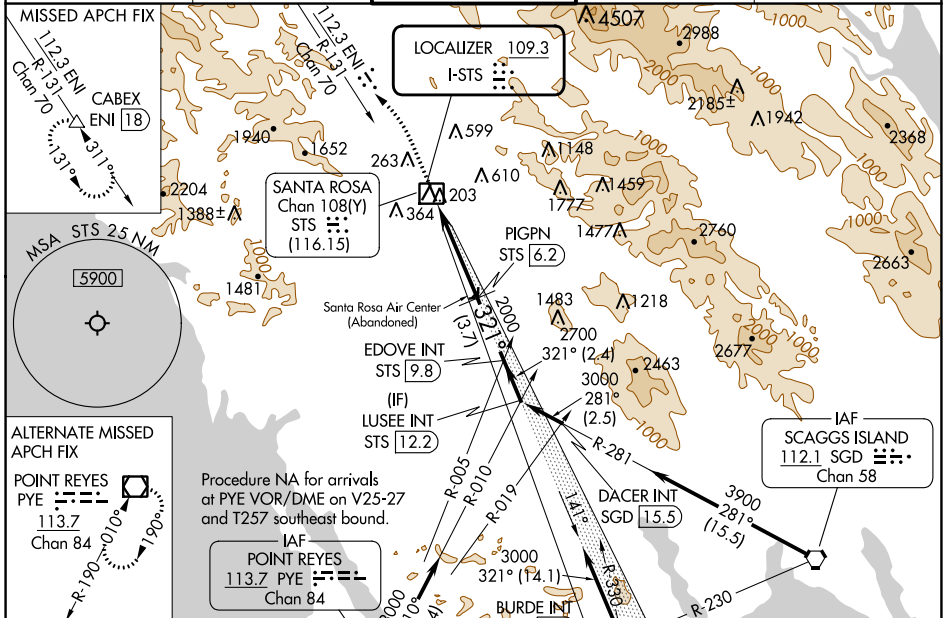 MISSED APCH FIX
112.3 ENI
R-131
Chan 70
CABEX
ENI 18
131°
311°
112.3 ENI
R-131
Chan 70
LOCALIZER 109.3
I-STS
4507
2988
1000
2000
1000
2185±
1942
2368
1000
1940
1652
263
599
610
1148
1459
1777
1477
2204
1388±
203
364
SANTA ROSA
Chan 108(Y)
STS
(116.15)
PIGPN
STS 6.2
2760
1000
2663
MSA STS 25 NM
5900
1000
1481
Santa Rosa Air Center
(Abandoned)
321°
2000
(3.7)
1483
2700
1218
2000
1000
2677
EDOVE INT
STS 9.8
321° (2.4)
2463
1000
(IF)
LUSEE INT
STS 12.2
3000
281°
(2.5)
R-281
IAF
SCAGGS ISLAND
112.1 SGD
Chan 58
ALTERNATE MISSED
APCH FIX
POINT REYES
PYE
113.7
Chan 84
010°
190°
R-190
Procedure NA for arrivals
at PYE VOR/DME on V25-27
and T257 southeast bound.
IAF
POINT REYES
113.7 PYE
Chan 84
R-005
R-010
R-019
141°
R-330
DACER INT
SGD 15.5
3900
281°
(15.5)
3000
321° (14.1)
BURDE INT
R-230